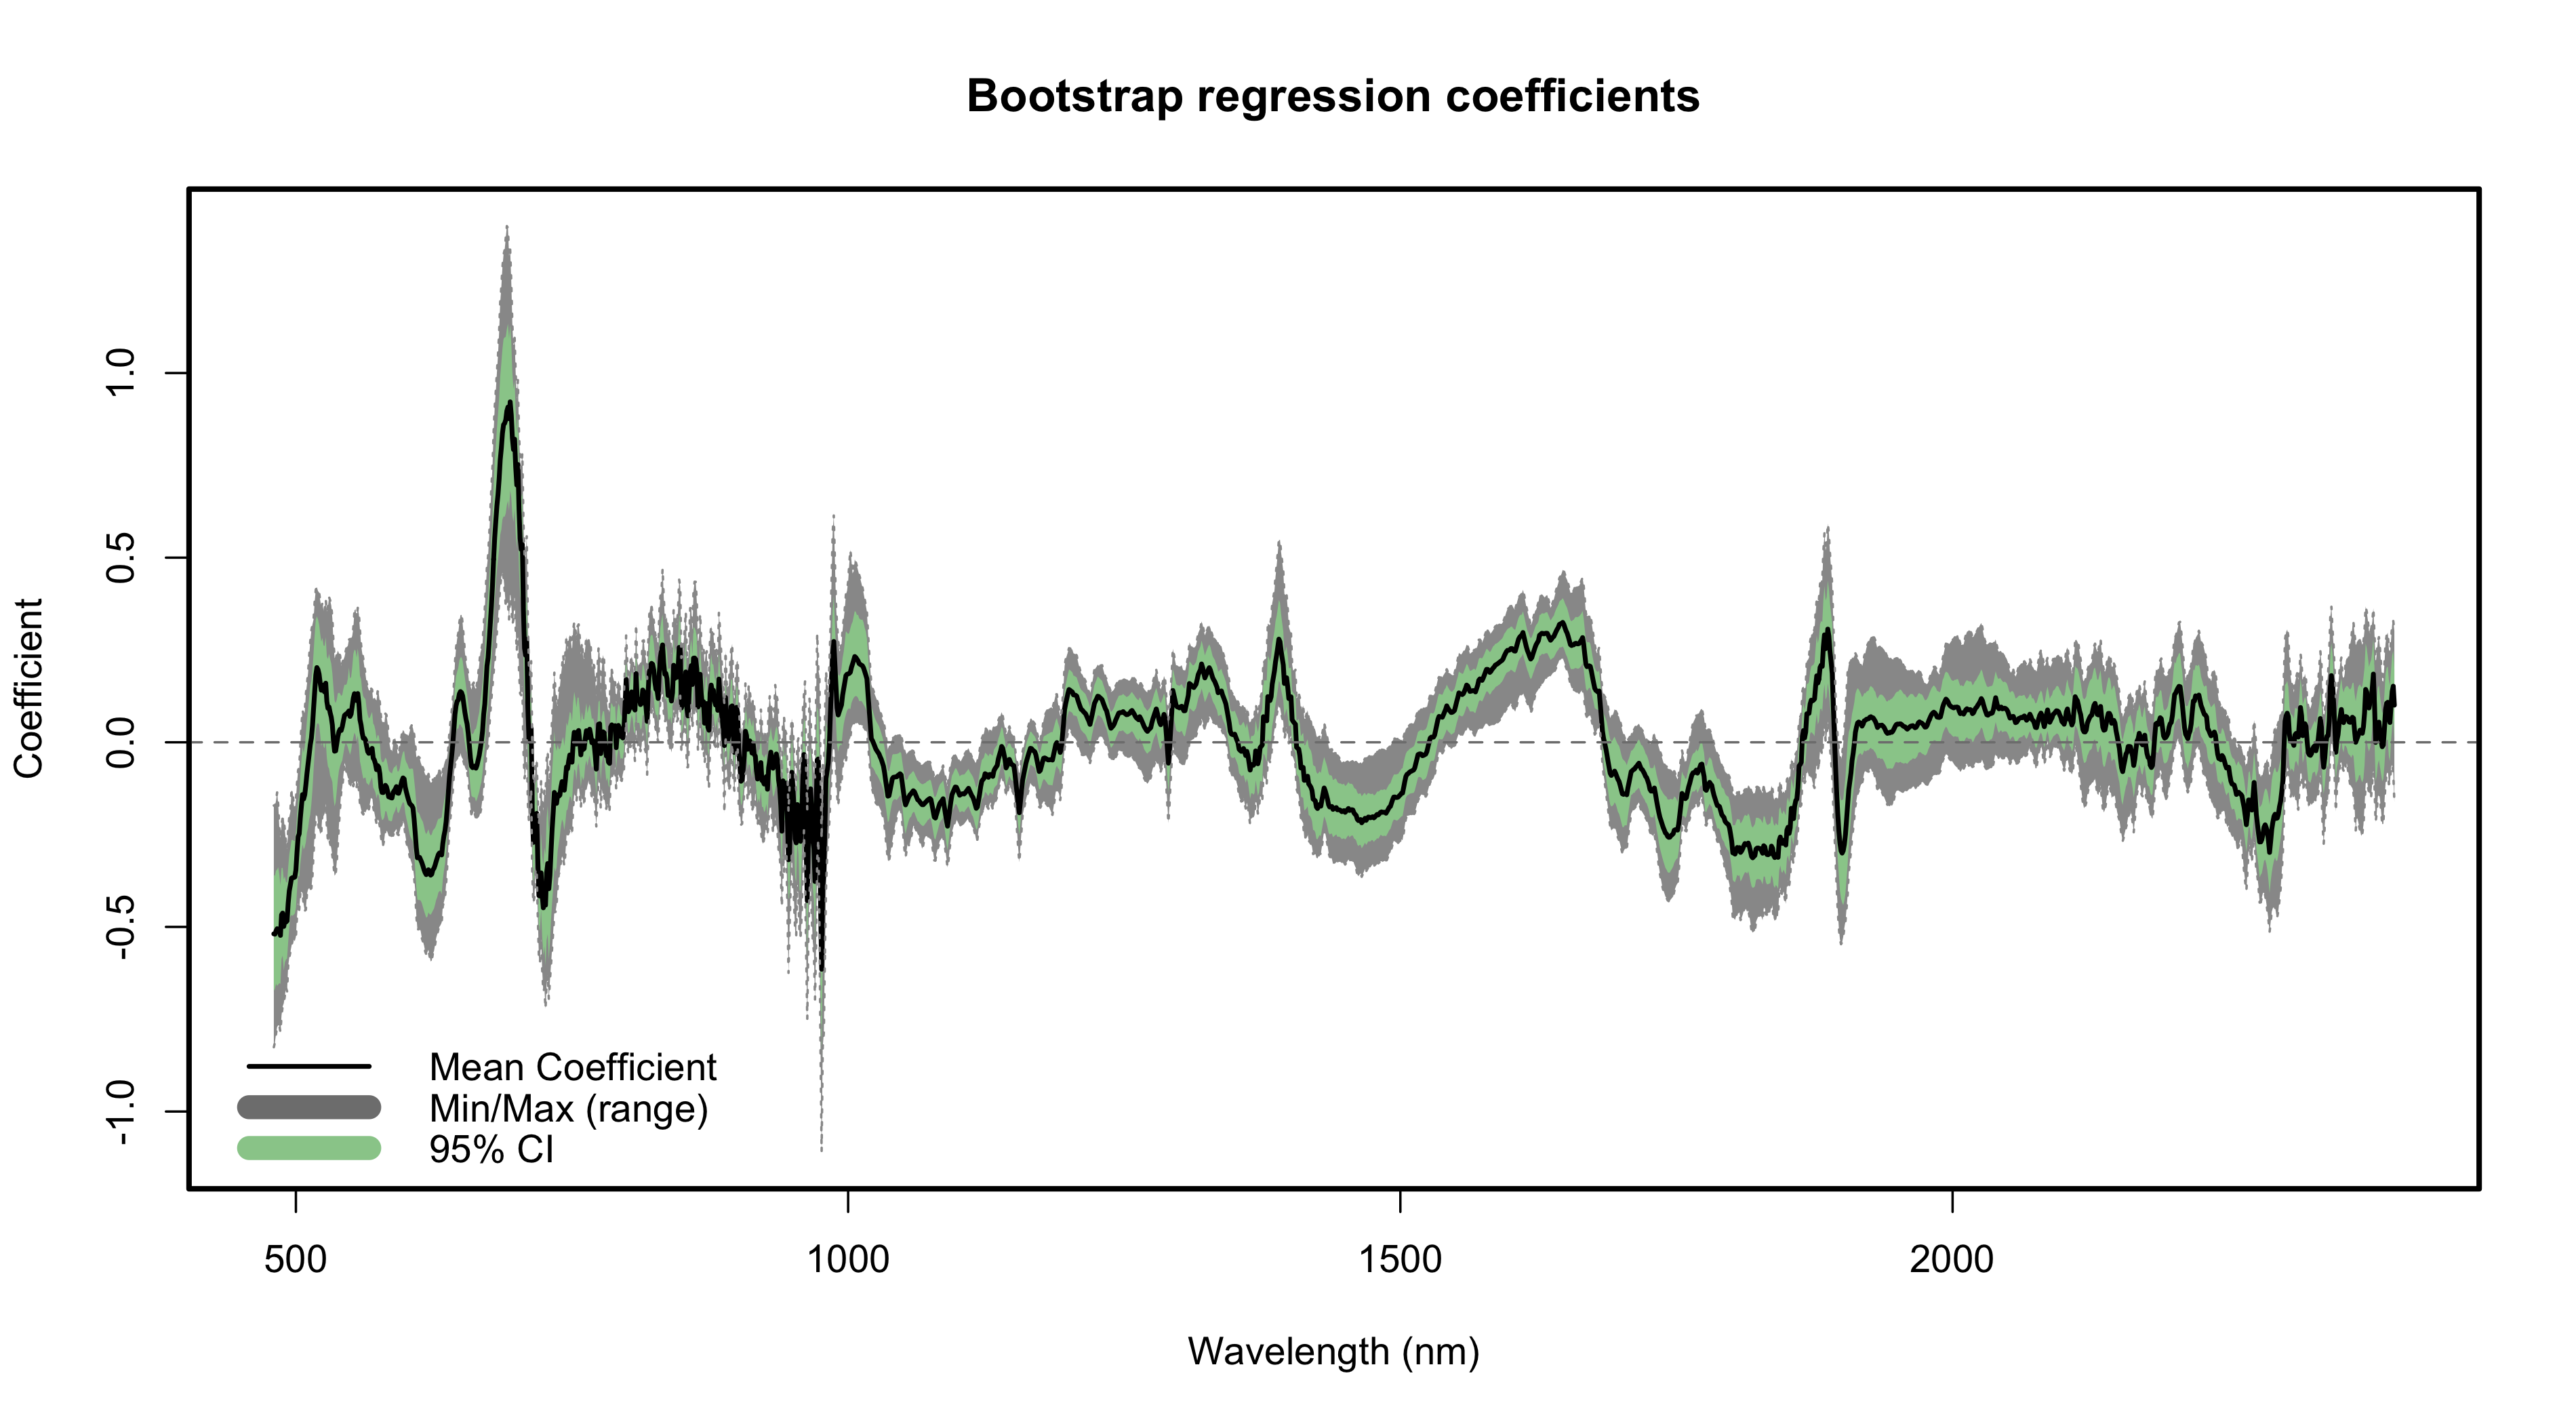 Bootstrap regression coefficients
Coefficient
1.0
0.5
0.0
-0.5
-1.0
Mean Coefficient
Min/Max (range)
95% CI
500 1000 1500 2000
Wavelength (nm)